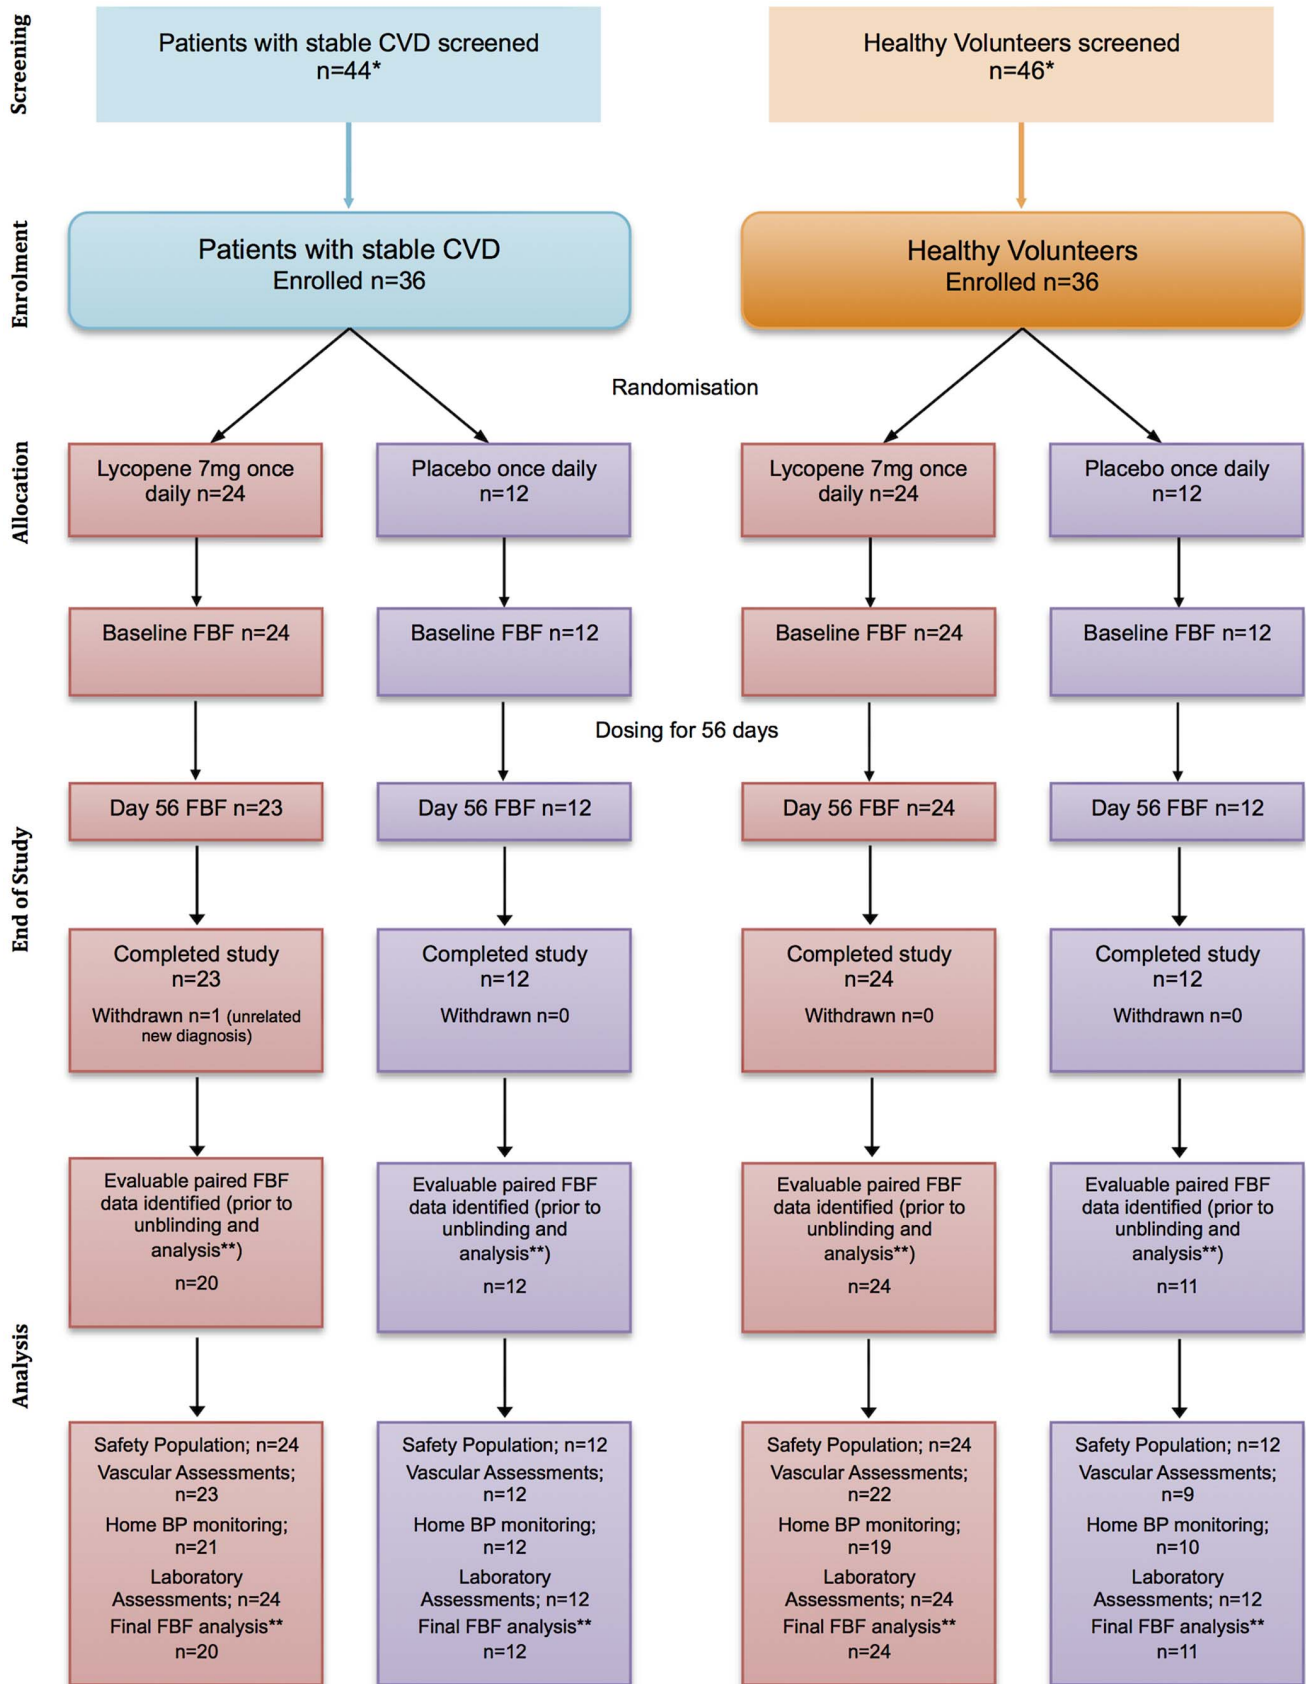 Screening
Patients with stable CVD screened
n=44*
Healthy Volunteers screened
n=46*
Enrolment
Patients with stable CVD
Enrolled n=36
Healthy Volunteers
Enrolled n=36
Randomisation
Allocation
Lycopene 7mg once
daily n=24
Placebo once daily
n=12
Lycopene 7mg once
daily n=24
Placebo once daily
n=12
Baseline FBF n=24
Baseline FBF n=12
Baseline FBF n=24
Baseline FBF n=12
Dosing for 56 days
End of Study
Day 56 FBF n=23
Day 56 FBF n=12
Day 56 FBF n=24
Day 56 FBF n=12
Completed study
n=23
Withdrawn n=1 (unrelated
new diagnosis)
Completed study
n=12
Withdrawn n=0
Completed study
n=24
Withdrawn n=0
Completed study
n=12
Withdrawn n=0
Analysis
Evaluable paired FBF
data identified (prior to
unblinding and
analysis**)
n=20
Evaluable paired FBF
data identified (prior to
unblinding and
analysis**)
n=12
Evaluable paired FBF
data identified (prior to
unblinding and
analysis**)
n=24
Evaluable paired FBF
data identified (prior to
unblinding and
analysis**)
n=11
Safety Population; n=24
Vascular Assessments;
n=23
Home BP monitoring;
n=21
Laboratory
Assessments; n=24
Final FBF analysis**
n=20
Safety Population; n=12
Vascular Assessments;
n=12
Home BP monitoring;
n=12
Laboratory
Assessments; n=12
Final FBF analysis**
n=12
Safety Population; n=24
Vascular Assessments;
n=22
Home BP monitoring;
n=19
Laboratory
Assessments; n=24
Final FBF analysis**
n=24
Safety Population; n=12
Vascular Assessments;
n=9
Home BP monitoring;
n=10
Laboratory
Assessments; n=12
Final FBF analysis**
n=11